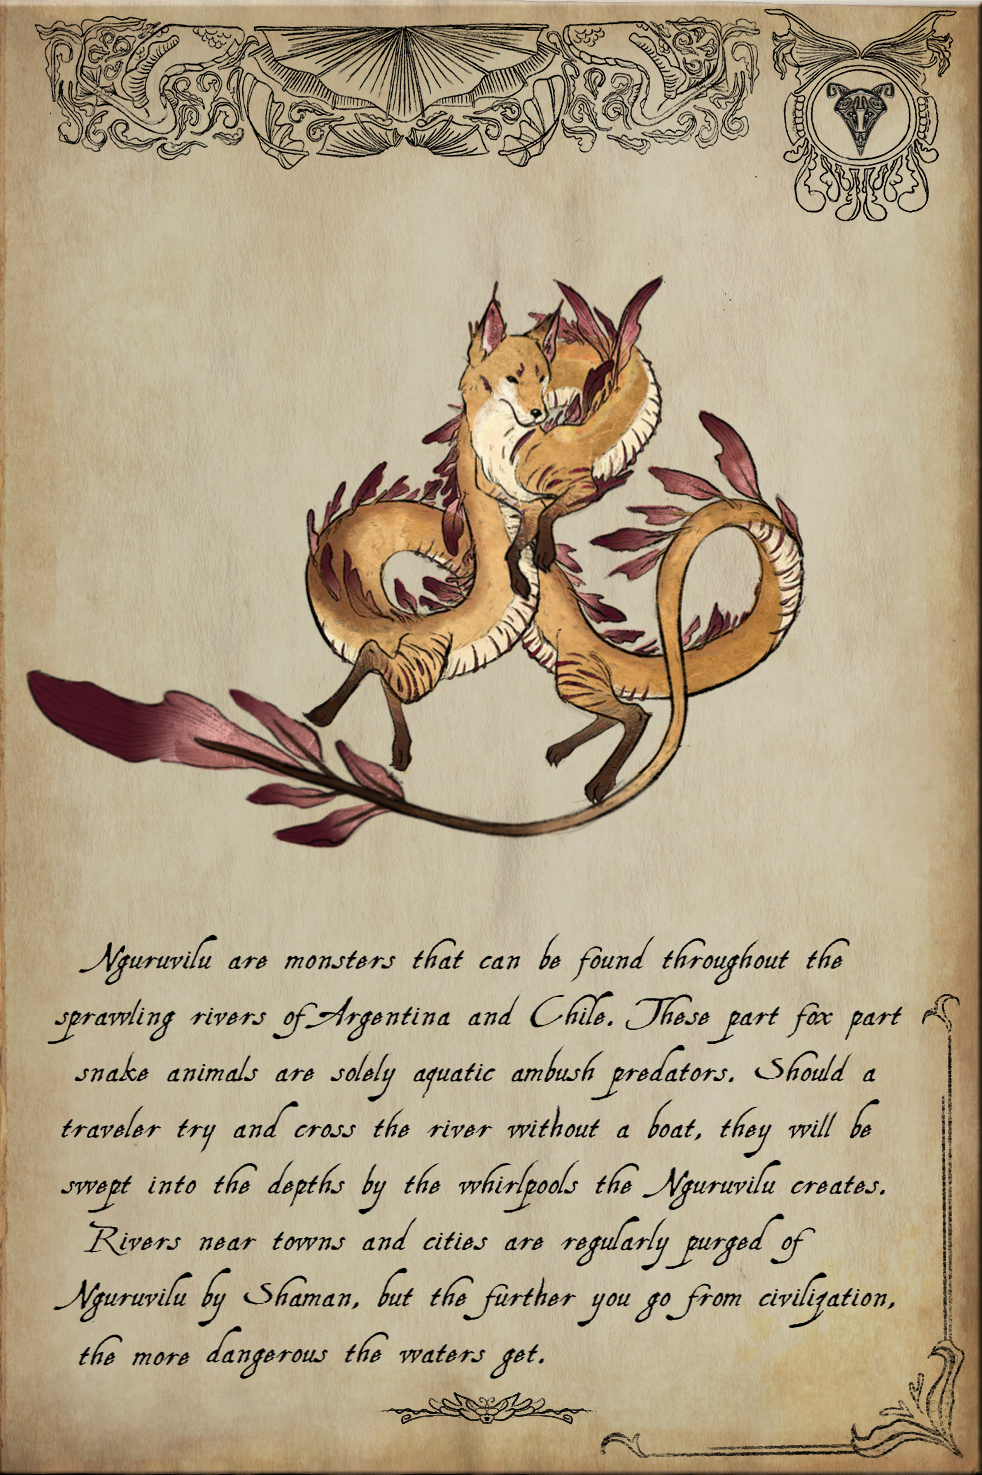 Nguruvilu are monsters that can be found throughout the
sprawling rivers of Argentina and Chile. These part fox part
snake animals are solely aquatic ambush predators. Should a
traveler try and cross the river without a boat, they will be
swept into the depths by the whirlpools the Nguruvilu creates.
Rivers near towns and cities are regularly purged of
Nguruvilu by Shaman, but the further you go from civilization,
the more dangerous the waters get.